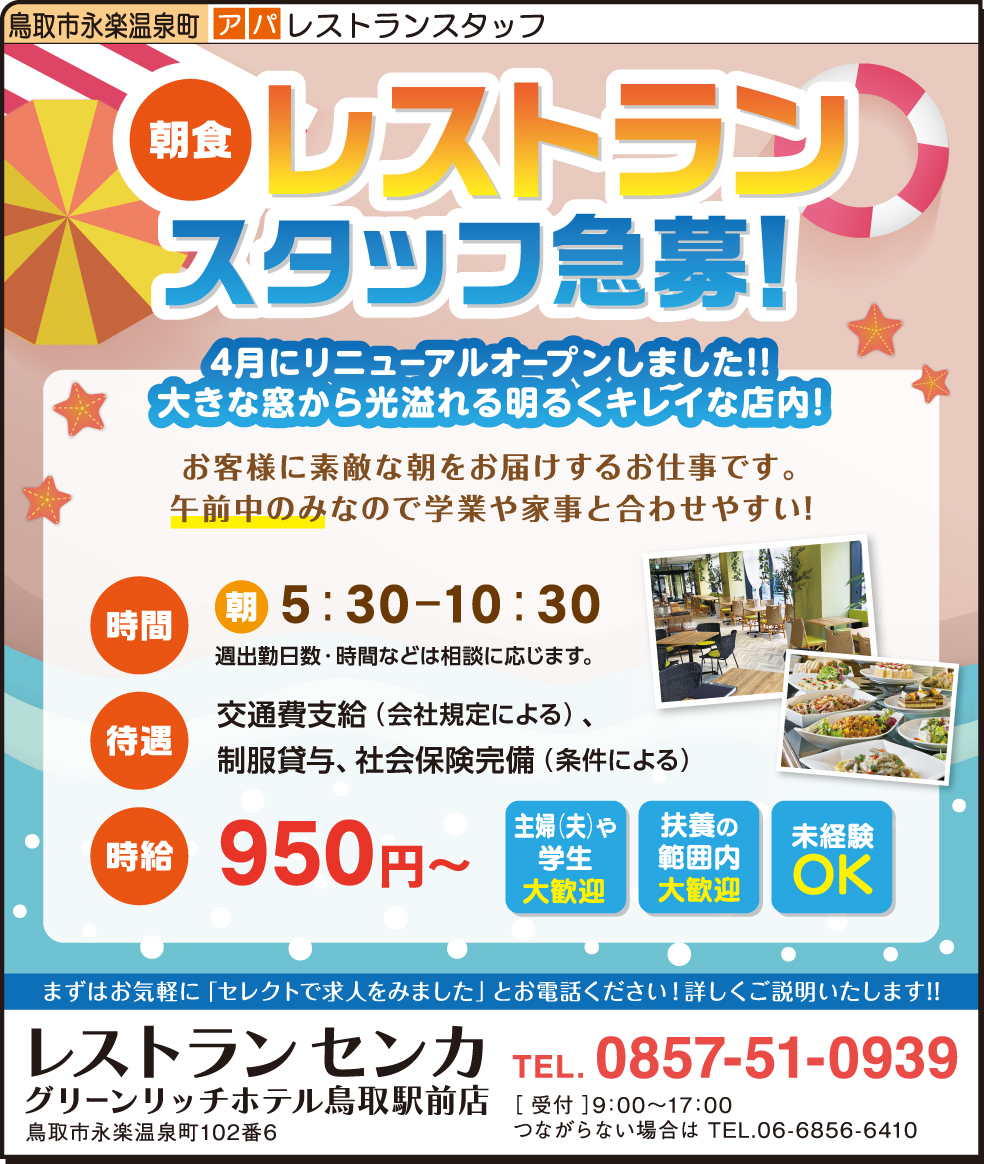 鳥取市永楽温泉町 アパ レストランスタッフ
朝食 レストラン
スタッフ急募!
4月にリニューアルオープンしました!!
大きな窓から光溢れる明るくキレイな店内!
お客様に素敵な朝をお届けするお仕事です。
午前中のみなので学業や家事と合わせやすい!
時間 朝 5:30−10:30
週出勤日数・時間などは相談に応じます。
待遇 交通費支給(会社規定による)、
制服貸与、社会保険完備(条件による)
時給 950円〜
主婦(夫)や
学生
大歓迎
扶養の
範囲内
大歓迎
未経験
OK
まずはお気軽に「セレクトで求人をみました」とお電話ください!詳しくご説明いたします!!
レストラン センカ
グリーンリッチホテル鳥取駅前店
鳥取市永楽温泉町102番6
TEL. 0857-51-0939
[ 受付 ]9:00〜17:00
つながらない場合は TEL.06-6856-6410